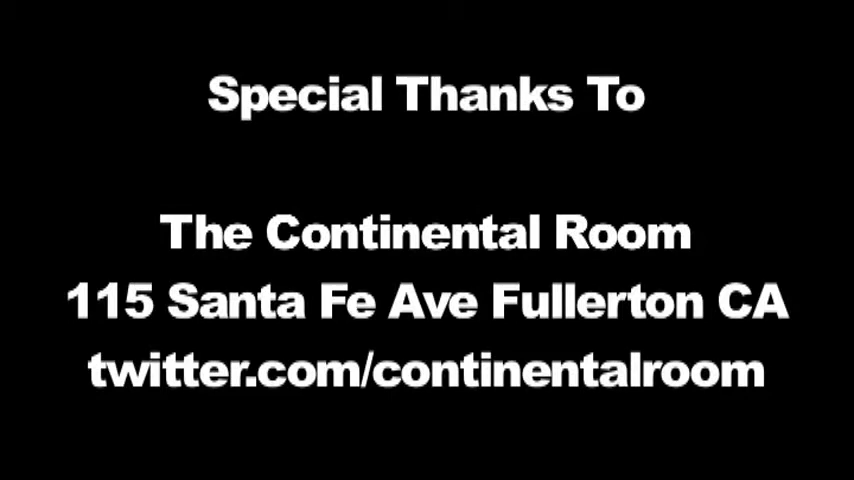 Special Thanks To
The Continental Room
115 Santa Fe Ave Fullerton CA
twitter.com/continentalroom